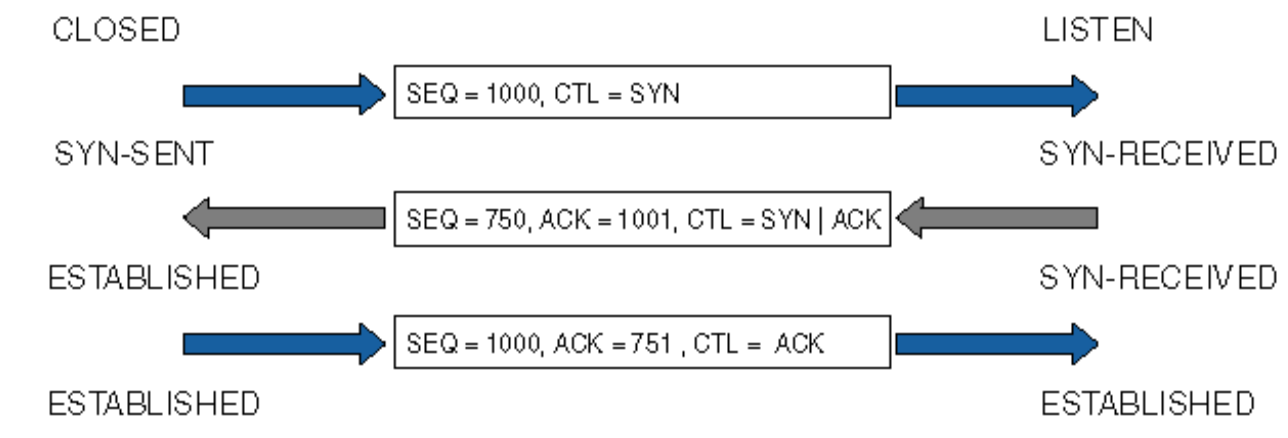 CLOSED LISTEN
SEQ = 1000, CTL = SYN
SYN-SENT SYN-RECEIVED
SEQ = 750, ACK = 1001, CTL = SYN | ACK
ESTABLISHED SYN-RECEIVED
SEQ = 1000, ACK = 751 , CTL = ACK
ESTABLISHED ESTABLISHED